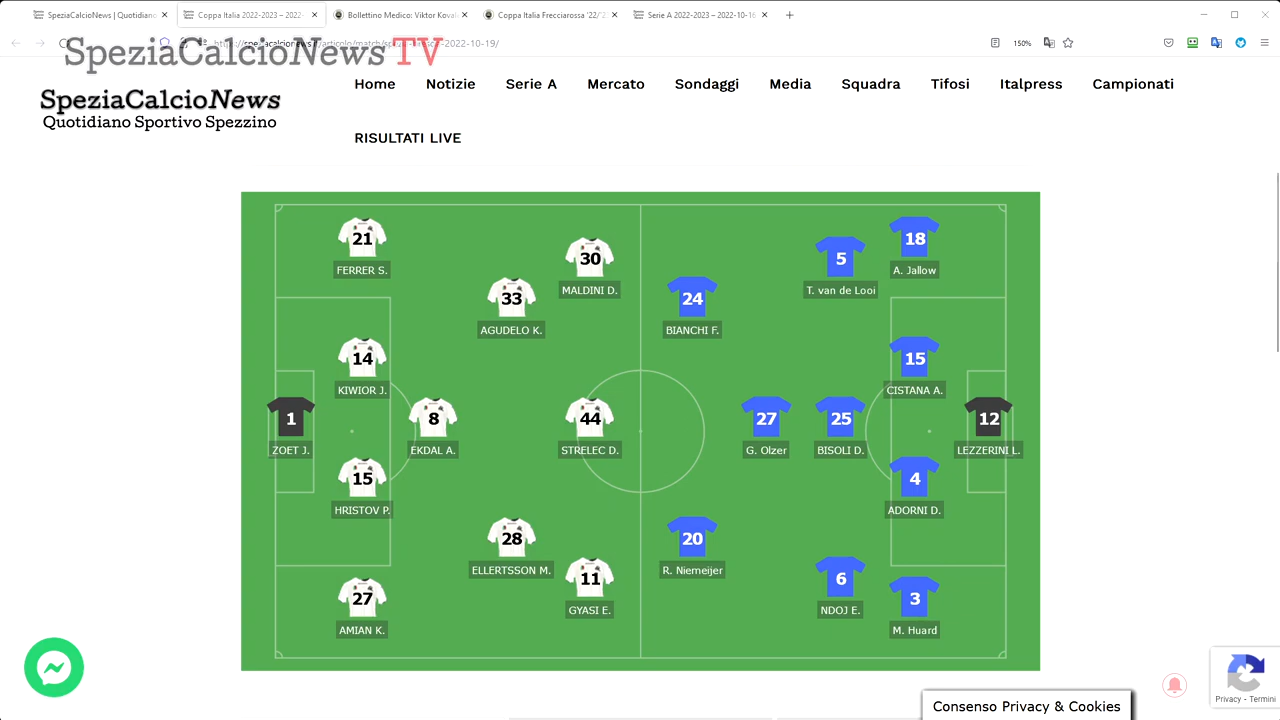 SpeziaCalcioNews | Quotidiano
Coppa Italia 2022-2023 – 2022-
Bollettino Medico: Viktor Kovale
Coppa Italia Frecciarossa '22/'2
Serie A 2022-2023 – 2022-10-16
150%
SpeziaCalcioNews TV
SpeziaCalcioNews
Quotidiano Sportivo Spezzino
Home
Notizie
Serie A
Mercato
Sondaggi
Media
Squadra
Tifosi
Italpress
Campionati
RISULTATI LIVE
21
FERRER S.
30
MALDINI D.
33
AGUDELO K.
24
BIANCHI F.
5
T. van de Looi
18
A. Jallow
14
KIWIOR J.
15
CISTANA A.
1
ZOET J.
8
EKDAL A.
44
STRELEC D.
27
G. Olzer
25
BISOLI D.
12
LEZZERINI L.
15
HRISTOV P.
4
ADORNI D.
28
ELLERTSSON M.
20
R. Niemeijer
11
GYASI E.
6
NDOJ E.
27
AMIAN K.
3
M. Huard
Privacy - Termini
Consenso Privacy & Cookies